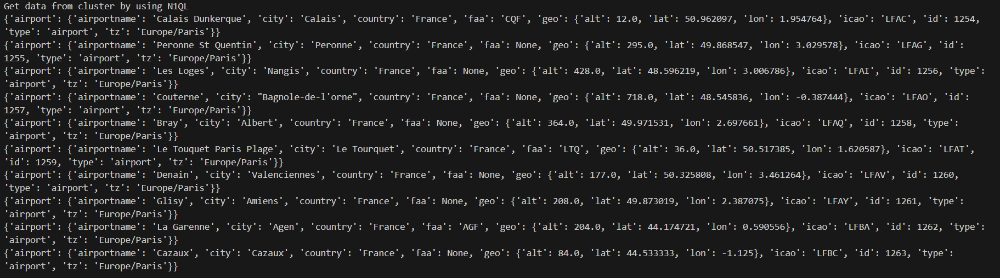 Get data from cluster by using N1QL
{'airport': {'airportname': 'Calais Dunkerque', 'city': 'Calais', 'country': 'France', 'faa': 'CQF', 'geo': {'alt': 12.0, 'lat': 50.962097, 'lon': 1.954764}, 'icao': 'LFAC', 'id': 1254,
'type': 'airport', 'tz': 'Europe/Paris'}}
{'airport': {'airportname': 'Peronne St Quentin', 'city': 'Peronne', 'country': 'France', 'faa': None, 'geo': {'alt': 295.0, 'lat': 49.868547, 'lon': 3.029578}, 'icao': 'LFAG', 'id':
1255, 'type': 'airport', 'tz': 'Europe/Paris'}}
{'airport': {'airportname': 'Les Loges', 'city': 'Nangis', 'country': 'France', 'faa': None, 'geo': {'alt': 428.0, 'lat': 48.596219, 'lon': 3.006786}, 'icao': 'LFAI', 'id': 1256, 'type':
'airport', 'tz': 'Europe/Paris'}}
{'airport': {'airportname': 'Couterne', 'city': "Bagnole-de-l'orne", 'country': 'France', 'faa': None, 'geo': {'alt': 718.0, 'lat': 48.545836, 'lon': -0.387444}, 'icao': 'LFAO', 'id':
1257, 'type': 'airport', 'tz': 'Europe/Paris'}}
{'airport': {'airportname': 'Bray', 'city': 'Albert', 'country': 'France', 'faa': None, 'geo': {'alt': 364.0, 'lat': 49.971531, 'lon': 2.697661}, 'icao': 'LFAQ', 'id': 1258, 'type':
'airport', 'tz': 'Europe/Paris'}}
{'airport': {'airportname': 'Le Touquet Paris Plage', 'city': 'Le Tourquet', 'country': 'France', 'faa': 'LTQ', 'geo': {'alt': 36.0, 'lat': 50.517385, 'lon': 1.620587}, 'icao': 'LFAT',
'id': 1259, 'type': 'airport', 'tz': 'Europe/Paris'}}
{'airport': {'airportname': 'Denain', 'city': 'Valenciennes', 'country': 'France', 'faa': None, 'geo': {'alt': 177.0, 'lat': 50.325808, 'lon': 3.461264}, 'icao': 'LFAV', 'id': 1260,
'type': 'airport', 'tz': 'Europe/Paris'}}
{'airport': {'airportname': 'Glisy', 'city': 'Amiens', 'country': 'France', 'faa': None, 'geo': {'alt': 208.0, 'lat': 49.873019, 'lon': 2.387075}, 'icao': 'LFAY', 'id': 1261, 'type':
'airport', 'tz': 'Europe/Paris'}}
{'airport': {'airportname': 'La Garenne', 'city': 'Agen', 'country': 'France', 'faa': 'AGF', 'geo': {'alt': 204.0, 'lat': 44.174721, 'lon': 0.590556}, 'icao': 'LFBA', 'id': 1262, 'type':
'airport', 'tz': 'Europe/Paris'}}
{'airport': {'airportname': 'Cazaux', 'city': 'Cazaux', 'country': 'France', 'faa': None, 'geo': {'alt': 84.0, 'lat': 44.533333, 'lon': -1.125}, 'icao': 'LFBC', 'id': 1263, 'type':
'airport', 'tz': 'Europe/Paris'}}